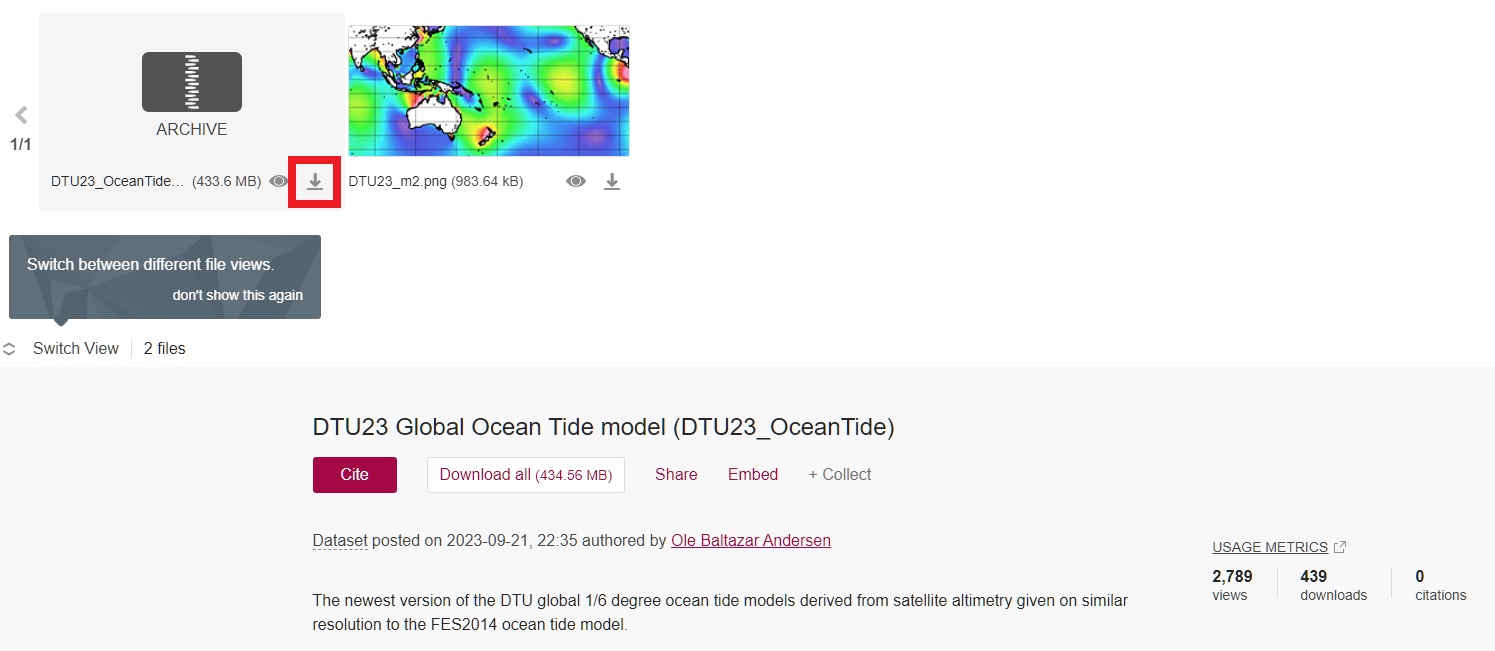 ARCHIVE
1/1
DTU23_OceanTide... (433.6 MB)
DTU23_m2.png (983.64 kB)
Switch between different file views.
don't show this again
Switch View
2 files
DTU23 Global Ocean Tide model (DTU23_OceanTide)
Cite
Download all (434.56 MB)
Share
Embed
+ Collect
Dataset posted on 2023-09-21, 22:35 authored by Ole Baltazar Andersen
USAGE METRICS
2,789
views
439
downloads
0
citations
The newest version of the DTU global 1/6 degree ocean tide models derived from satellite altimetry given on similar
resolution to the FES2014 ocean tide model.